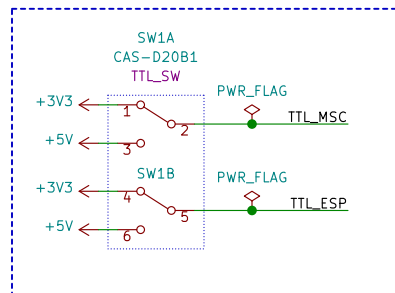 SW1A
CAS-D20B1
TTL_SW
PWR_FLAG
+3V3
1
TTL_MSC
2
+5V
3
SW1B
PWR_FLAG
+3V3
4
TTL_ESP
5
+5V
6